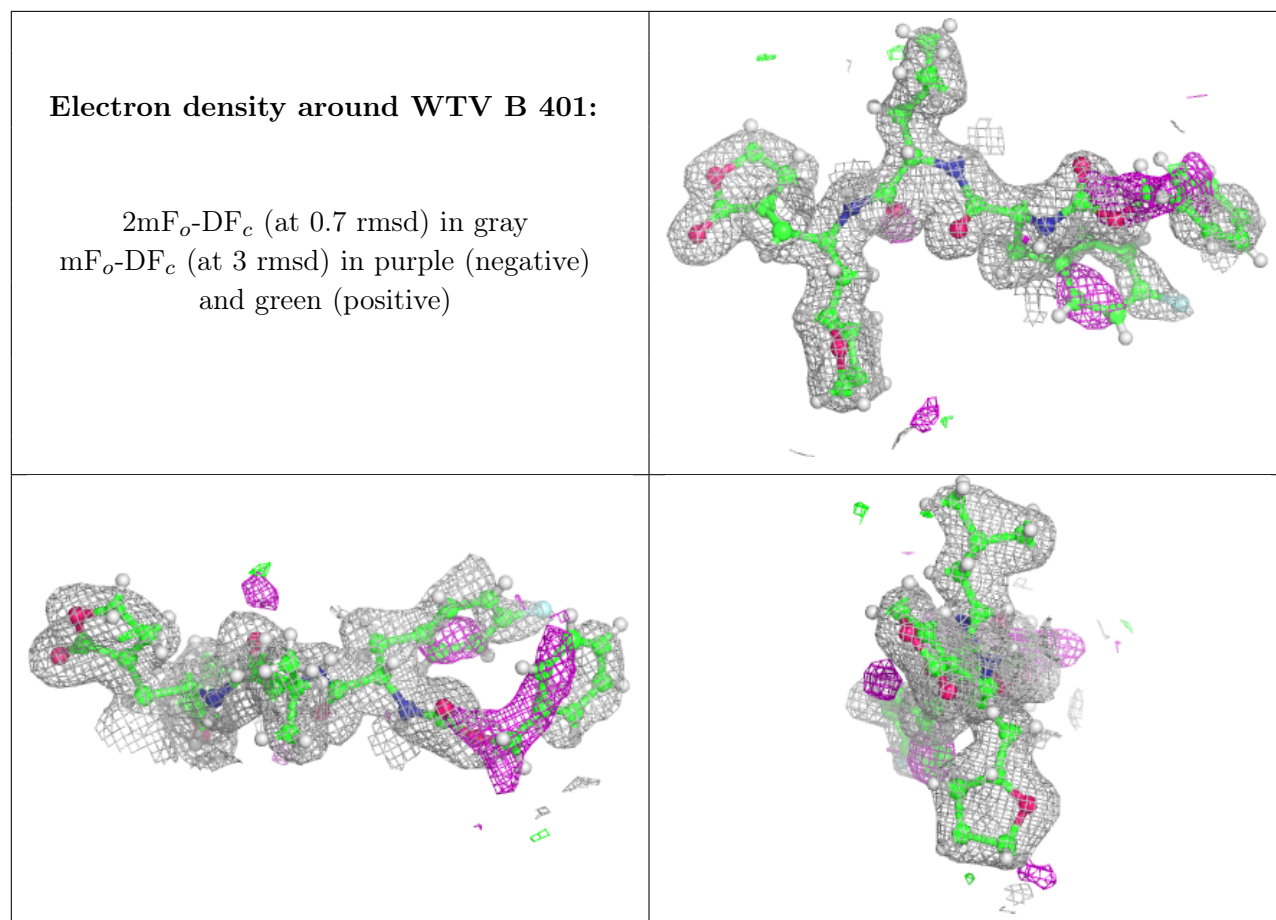 Electron density around WTV B 401:
2mFo-DFc (at 0.7 rmsd) in gray
mFo-DFc (at 3 rmsd) in purple (negative)
and green (positive)